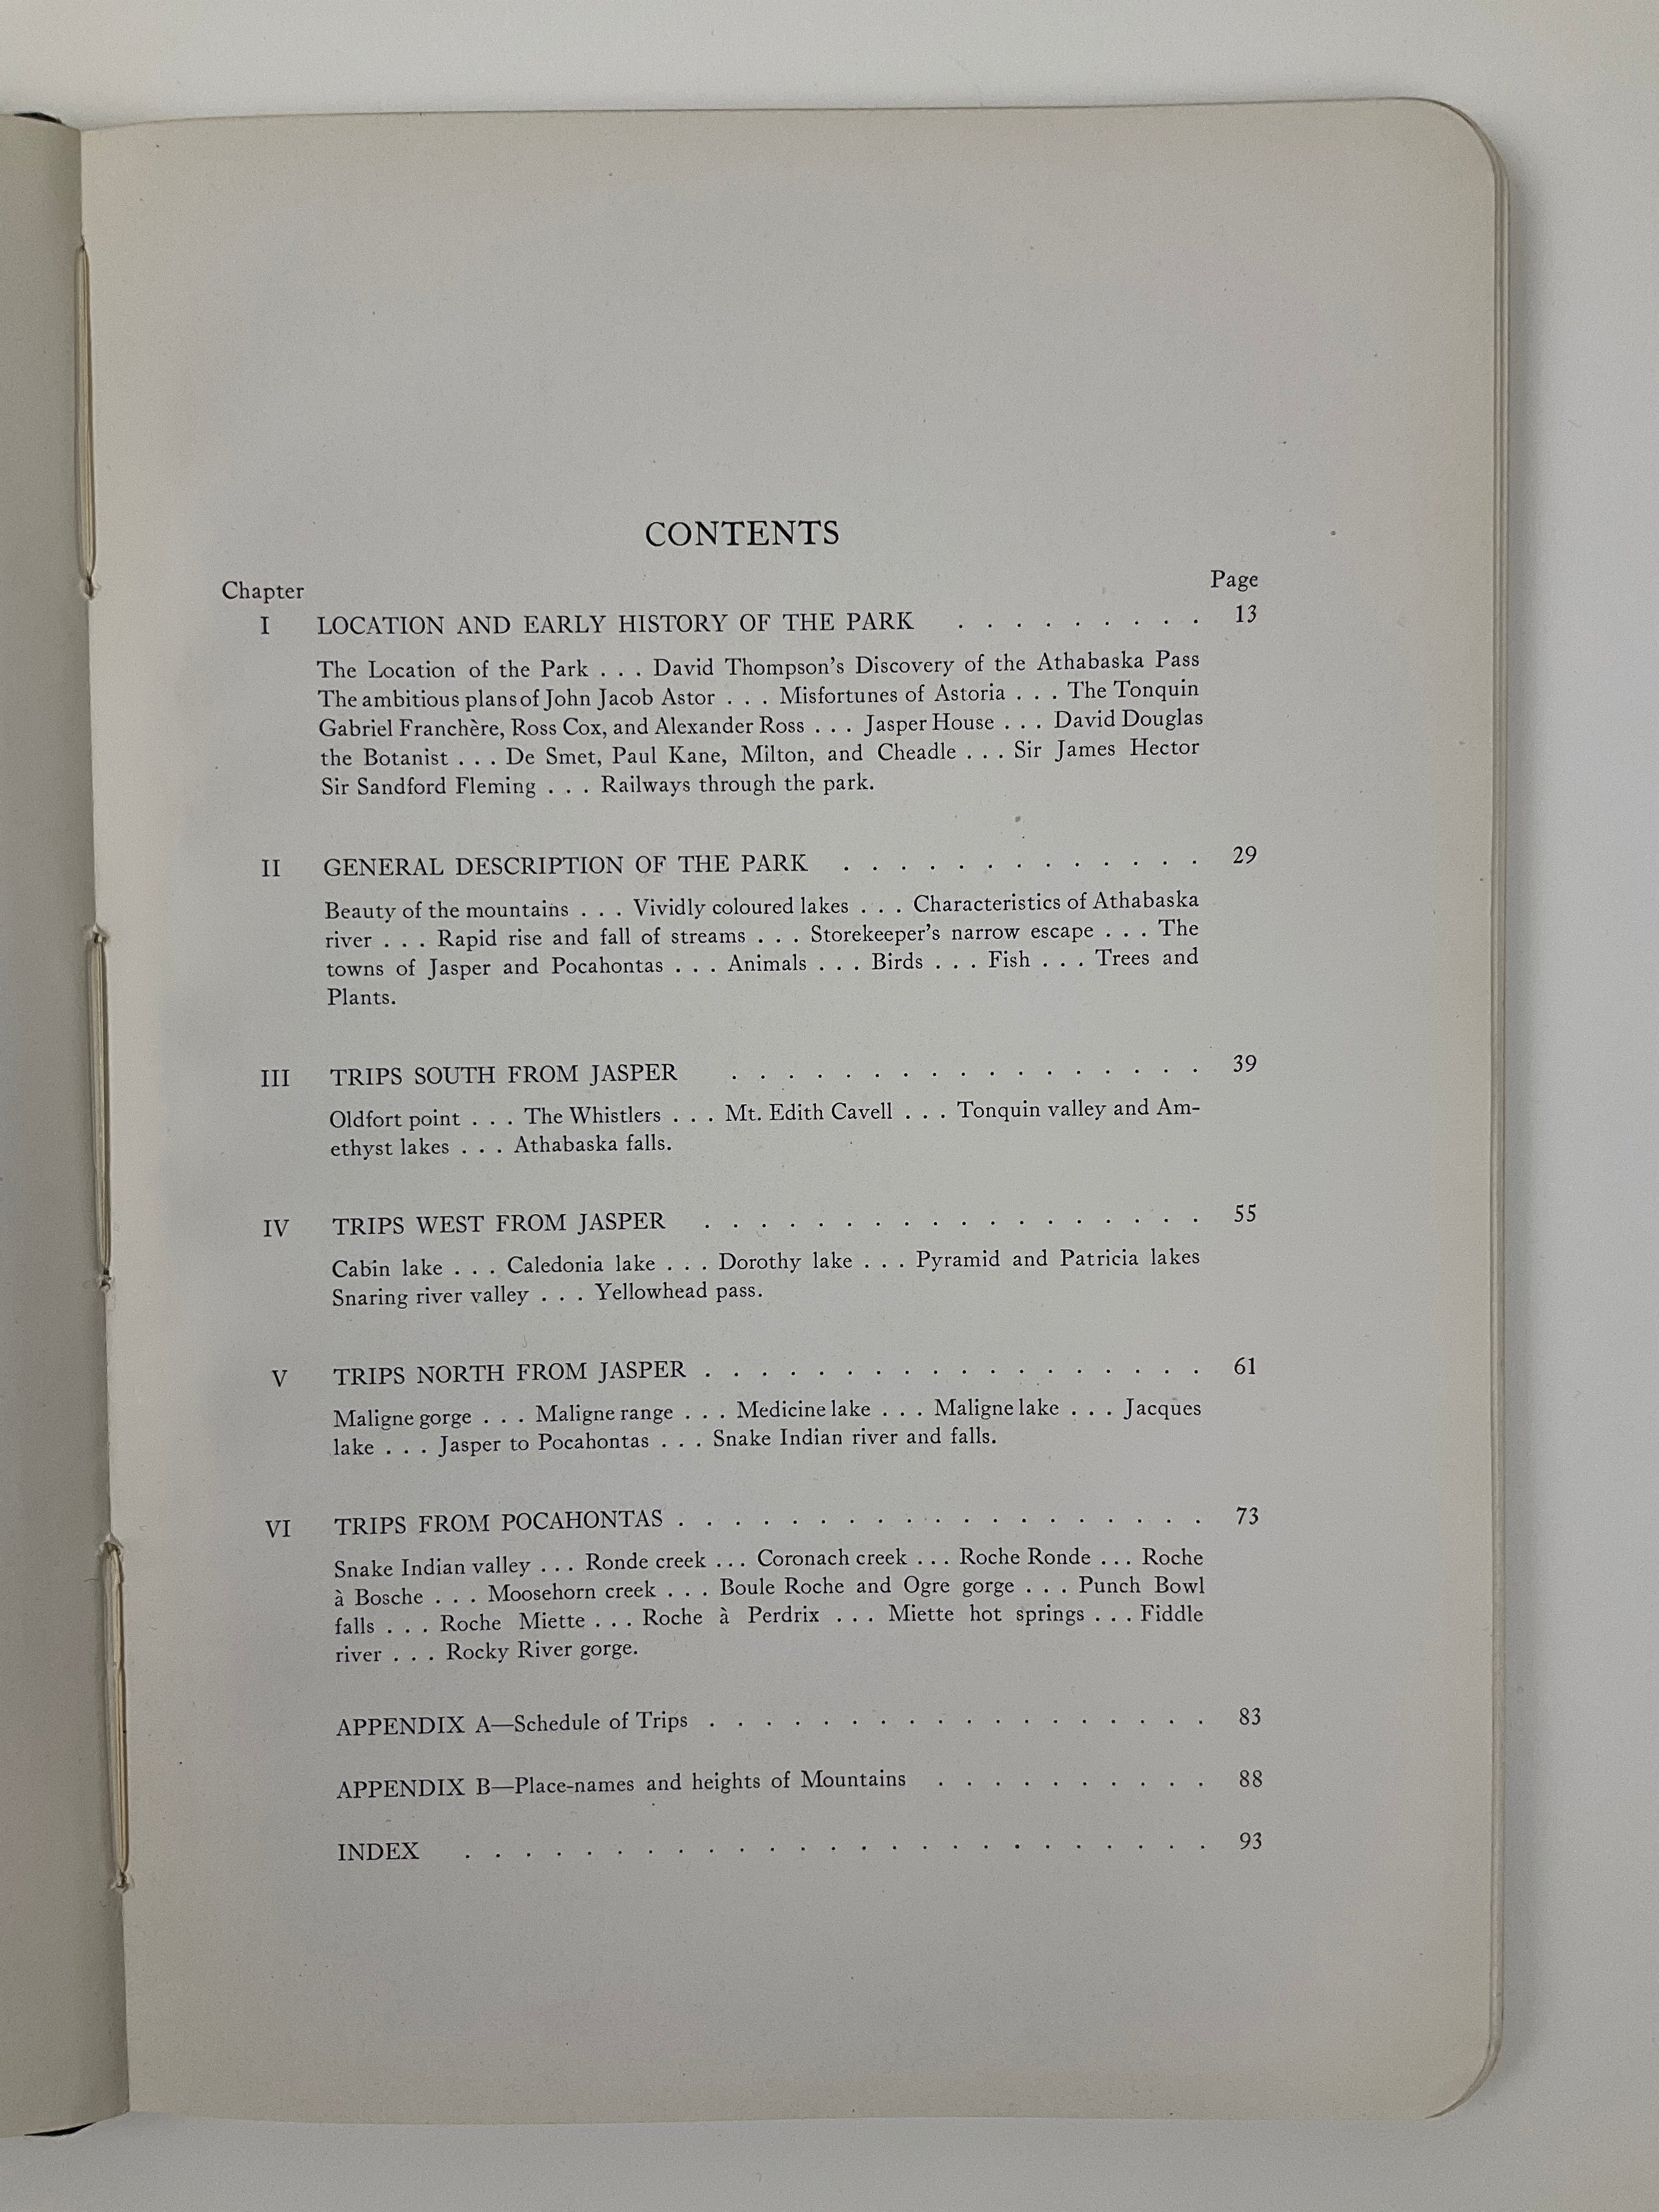 CONTENTS
Chapter Page
I LOCATION AND EARLY HISTORY OF THE PARK . . . . . . . . . 13
The Location of the Park . . . David Thompson's Discovery of the Athabaska Pass
The ambitious plans of John Jacob Astor . . . Misfortunes of Astoria . . . The Tonquin
Gabriel Franchère, Ross Cox, and Alexander Ross . . . Jasper House . . . David Douglas
the Botanist . . . De Smet, Paul Kane, Milton, and Cheadle . . . Sir James Hector
Sir Sandford Fleming . . . Railways through the park.
II GENERAL DESCRIPTION OF THE PARK . . . . . . . . . . . . . 29
Beauty of the mountains . . . Vividly coloured lakes . . . Characteristics of Athabaska
river . . . Rapid rise and fall of streams . . . Storekeeper's narrow escape . . . The
towns of Jasper and Pocahontas . . . Animals . . . Birds . . . Fish . . . Trees and
Plants.
III TRIPS SOUTH FROM JASPER . . . . . . . . . . . . . . . . . 39
Oldfort point . . . The Whistlers . . . Mt. Edith Cavell . . . Tonquin valley and Am-
ethyst lakes . . . Athabaska falls.
IV TRIPS WEST FROM JASPER . . . . . . . . . . . . . . . . . . 55
Cabin lake . . . Caledonia lake . . . Dorothy lake . . . Pyramid and Patricia lakes
Snaring river valley . . . Yellowhead pass.
V TRIPS NORTH FROM JASPER . . . . . . . . . . . . . . . . . . 61
Maligne gorge . . . Maligne range . . . Medicine lake . . . Maligne lake . . . Jacques
lake . . . Jasper to Pocahontas . . . Snake Indian river and falls.
VI TRIPS FROM POCAHONTAS . . . . . . . . . . . . . . . . . . . 73
Snake Indian valley . . . Ronde creek . . . Coronach creek . . . Roche Ronde . . . Roche
à Bosche . . . Moosehorn creek . . . Boule Roche and Ogre gorge . . . Punch Bowl
falls . . . Roche Miette . . . Roche à Perdrix . . . Miette hot springs . . . Fiddle
river . . . Rocky River gorge.
APPENDIX A—Schedule of Trips . . . . . . . . . . . . . . . . . . 83
APPENDIX B—Place-names and heights of Mountains . . . . . . . . . . 88
INDEX . . . . . . . . . . . . . . . . . . . . . . . . . 93